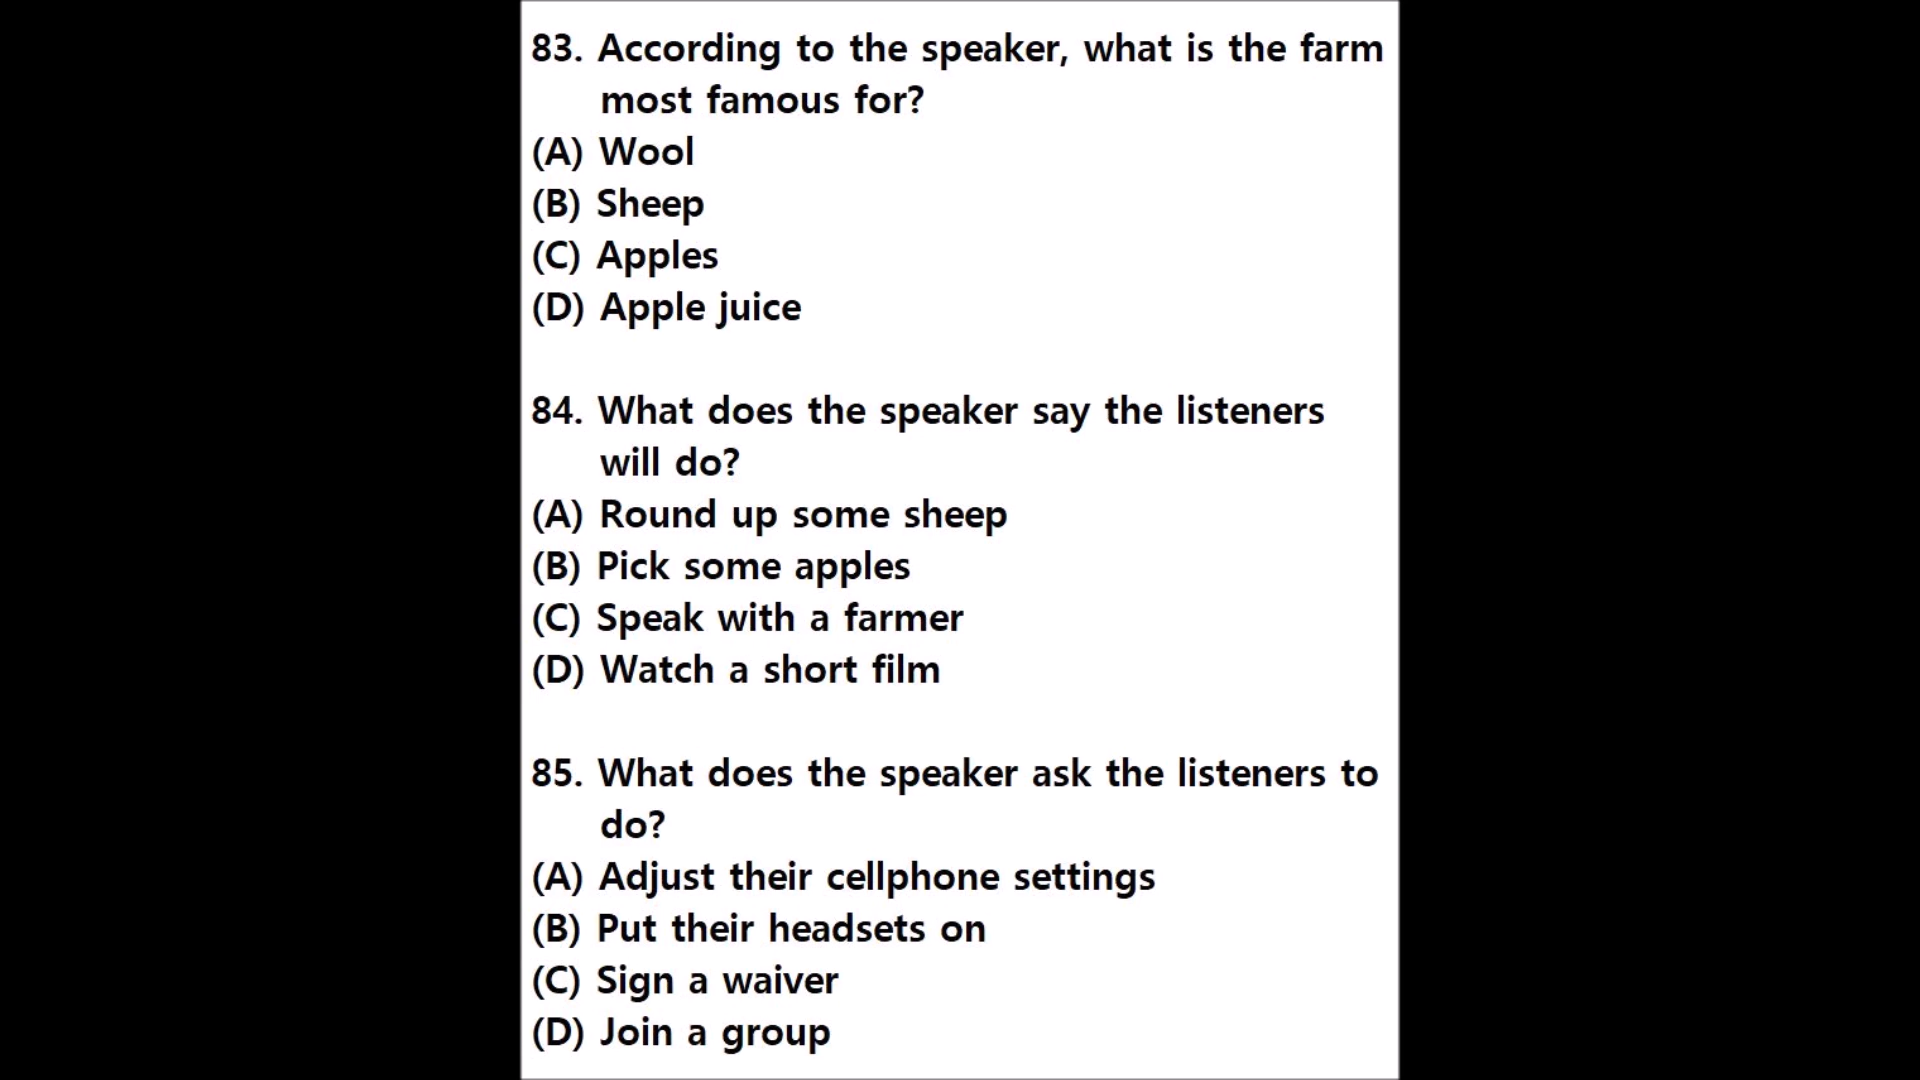 83. According to the speaker, what is the farm
most famous for?
(A) Wool
(B) Sheep
(C) Apples
(D) Apple juice
84. What does the speaker say the listeners
will do?
(A) Round up some sheep
(B) Pick some apples
(C) Speak with a farmer
(D) Watch a short film
85. What does the speaker ask the listeners to
do?
(A) Adjust their cellphone settings
(B) Put their headsets on
(C) Sign a waiver
(D) Join a group